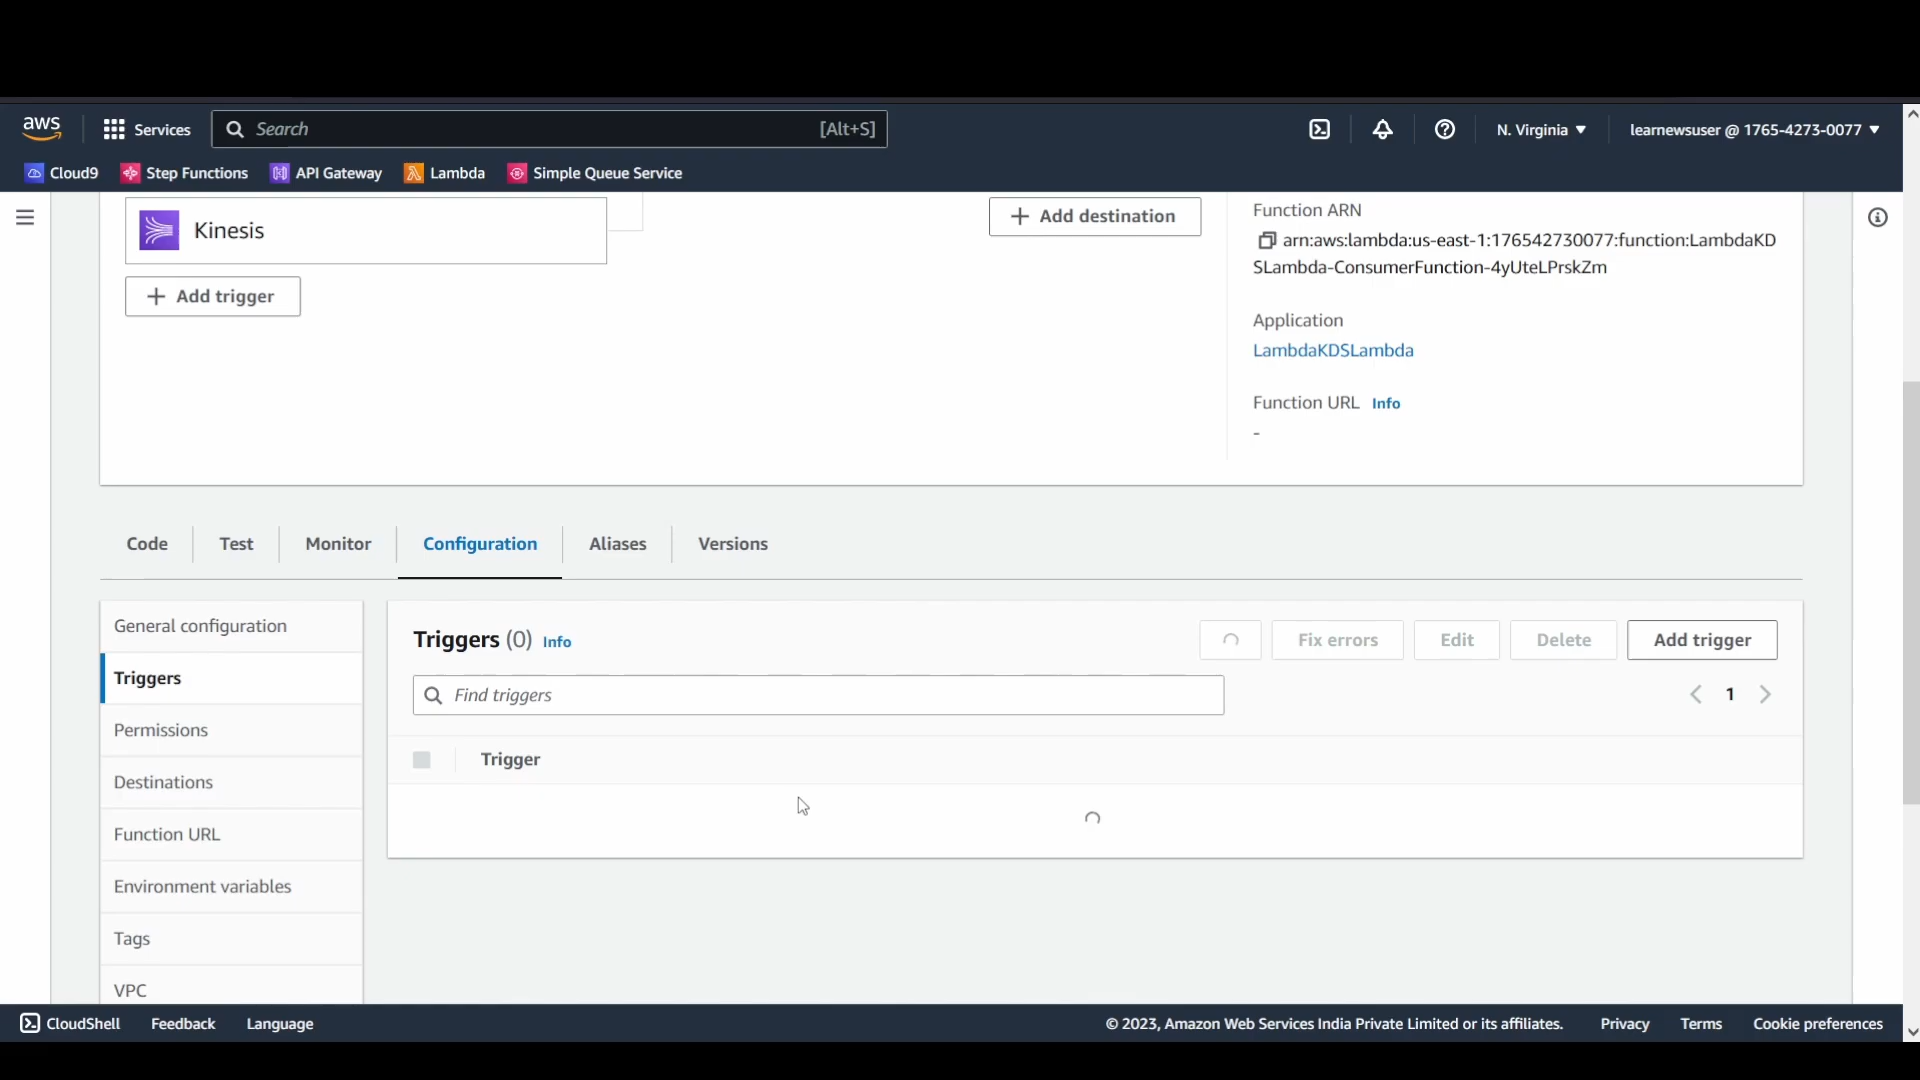 aws
Services
Search
[Alt+S]
N. Virginia
learnewsuser @ 1765-4273-0077
Cloud9
Step Functions
API Gateway
Lambda
Simple Queue Service
Kinesis
+ Add trigger
+ Add destination
Function ARN
arn:aws:lambda:us-east-1:176542730077:function:LambdaKD
SLambda-ConsumerFunction-4yUteLPrskZm
Application
LambdaKDSLambda
Function URL Info
-
Code
Test
Monitor
Configuration
Aliases
Versions
General configuration
Triggers
Permissions
Destinations
Function URL
Environment variables
Tags
VPC
Triggers (0) Info
Fix errors
Edit
Delete
Add trigger
Find triggers
1
Trigger
CloudShell
Feedback
Language
© 2023, Amazon Web Services India Private Limited or its affiliates.
Privacy
Terms
Cookie preferences